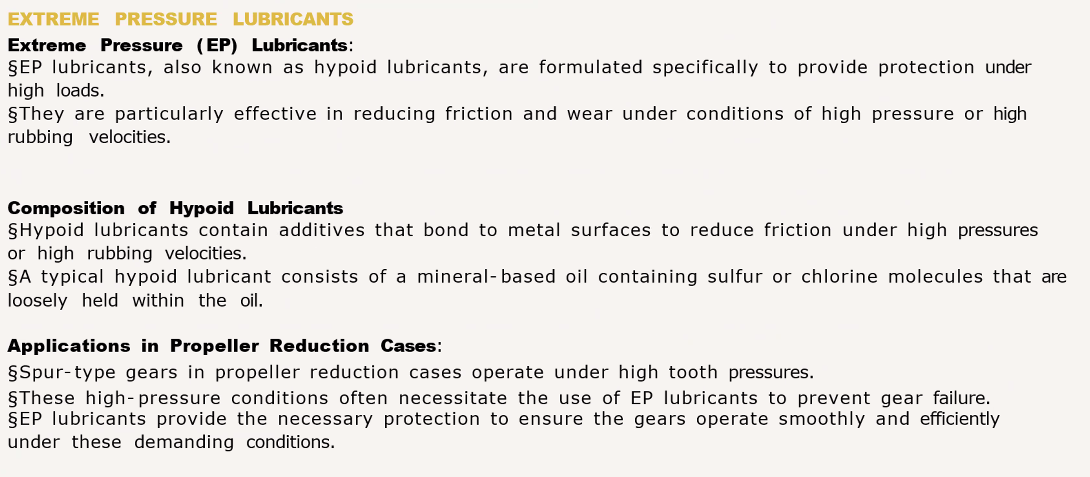 EXTREME PRESSURE LUBRICANTS
Extreme Pressure (EP) Lubricants:
§EP lubricants, also known as hypoid lubricants, are formulated specifically to provide protection under
high loads.
§They are particularly effective in reducing friction and wear under conditions of high pressure or high
rubbing velocities.
Composition of Hypoid Lubricants
§Hypoid lubricants contain additives that bond to metal surfaces to reduce friction under high pressures
or high rubbing velocities.
§A typical hypoid lubricant consists of a mineral-based oil containing sulfur or chlorine molecules that are
loosely held within the oil.
Applications in Propeller Reduction Cases:
§Spur-type gears in propeller reduction cases operate under high tooth pressures.
§These high-pressure conditions often necessitate the use of EP lubricants to prevent gear failure.
§EP lubricants provide the necessary protection to ensure the gears operate smoothly and efficiently
under these demanding conditions.